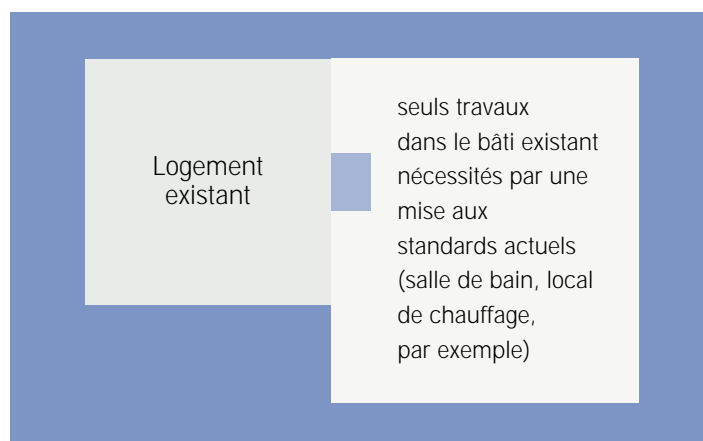 Logement
existant
seuls travaux
dans le bâti existant
nécessités par une
mise aux
standards actuels
(salle de bain, local
de chauffage,
par exemple)